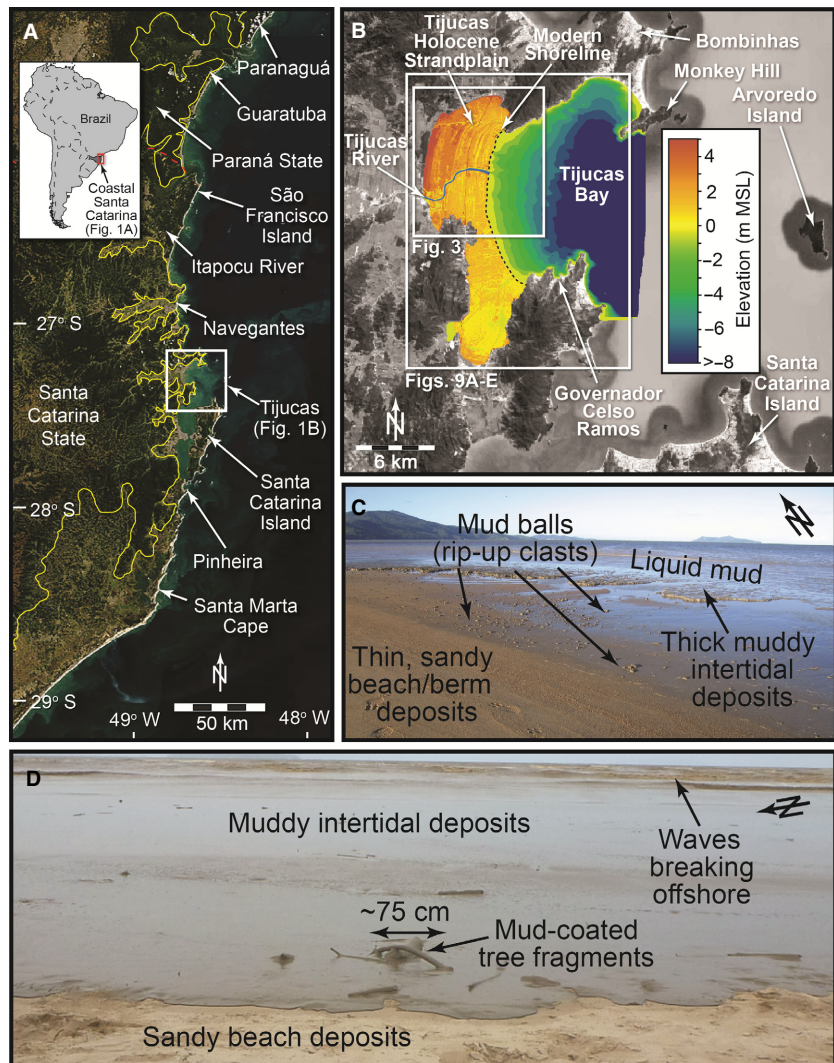 A
Brazil
Coastal
Santa
Catarina
(Fig. 1A)
Paranaguá
Guaratuba
Paraná State
São
Francisco
Island
Itapocu River
27° S
Navegantes
Santa
Catarina
State
Tijucas
(Fig. 1B)
Santa
Catarina
Island
28° S
Pinheira
Santa Marta
Cape
N
29° S
49° W
50 km
48° W
B
Tijucas
Holocene
Strandplain
Modern
Shoreline
Bombinhas
Monkey Hill
Arvoredo
Island
Tijucas
River
Tijucas
Bay
Fig. 3
Figs. 9A-E
4
2
0
−2
−4
−6
>−8
Elevation (m MSL)
Governador
Celso
Ramos
Santa
Catarina
Island
N
6 km
C
N
Mud balls
(rip-up clasts)
Liquid mud
Thin, sandy
beach/berm
deposits
Thick muddy
intertidal
deposits
D
N
Muddy intertidal deposits
Waves
breaking
offshore
~75 cm
Mud-coated
tree fragments
Sandy beach deposits